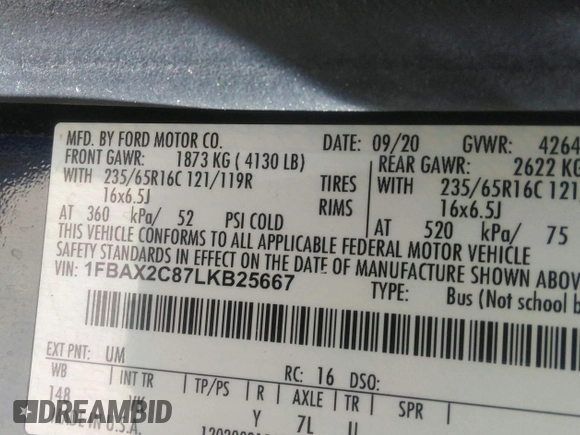 MFD. BY FORD MOTOR CO.
DATE: 09/20 GVWR: 4264
FRONT GAWR: 1873 KG ( 4130 LB)
REAR GAWR: 2622 KG
WITH 235/65R16C 121/119R TIRES WITH 235/65R16C 121
16x6.5J RIMS 16x6.5J
AT 360 kPa/ 52 PSI COLD AT 520 kPa/ 75
THIS VEHICLE CONFORMS TO ALL APPLICABLE FEDERAL MOTOR VEHICLE
SAFETY STANDARDS IN EFFECT ON THE DATE OF MANUFACTURE SHOWN ABOVE
VIN: 1FBAX2C87LKB25667
TYPE: Bus (Not school b
EXT PNT: UM RC: 16 DSO:
WB INT TR TP/PS R AXLE TR SPR
148 Y 7L
U.S.A.
DREAMBID